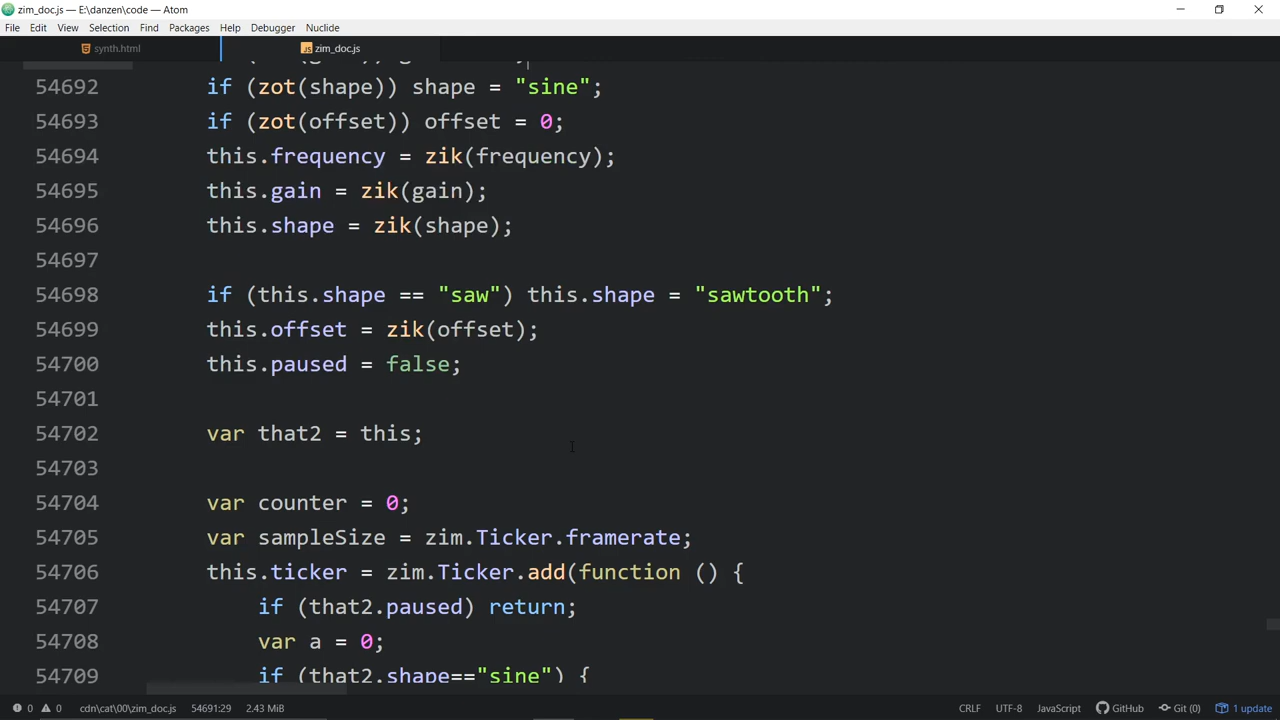 zim_doc.js — E:\danzen\code — Atom
File Edit View Selection Find Packages Help Debugger Nuclide
synth.html zim_doc.js
54692 if (zot(shape)) shape = "sine";
54693 if (zot(offset)) offset = 0;
54694 this.frequency = zik(frequency);
54695 this.gain = zik(gain);
54696 this.shape = zik(shape);
54697
54698 if (this.shape == "saw") this.shape = "sawtooth";
54699 this.offset = zik(offset);
54700 this.paused = false;
54701
54702 var that2 = this;
54703
54704 var counter = 0;
54705 var sampleSize = zim.Ticker.framerate;
54706 this.ticker = zim.Ticker.add(function () {
54707 if (that2.paused) return;
54708 var a = 0;
54709 if (that2.shape=="sine") {
0 0 cdn\cat\00\zim_doc.js 54691:29 2.43 MiB CRLF UTF-8 JavaScript GitHub Git (0) 1 update